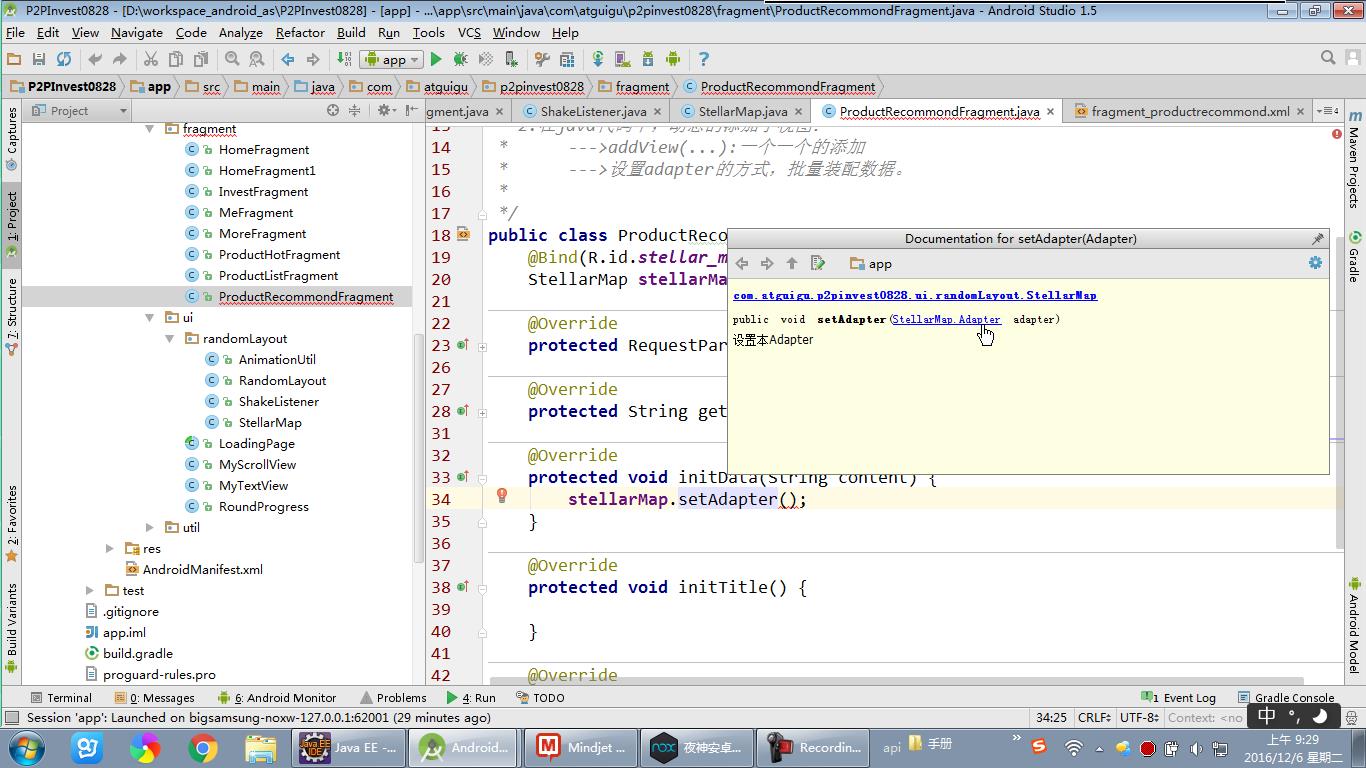 P2PInvest0828 - [D:\workspace_android_as\P2PInvest0828] - [app] - ...\app\src\main\java\com\atguigu\p2pinvest0828\fragment\ProductRecommondFragment.java - Android Studio 1.5
File Edit View Navigate Code Analyze Refactor Build Run Tools VCS Window Help
app
P2PInvest0828 app src main java com atguigu p2pinvest0828 fragment ProductRecommondFragment
Project
gment.java ShakeListener.java StellarMap.java ProductRecommondFragment.java fragment_productrecommond.xml 4
Captures
1: Project
7: Structure
2: Favorites
Build Variants
fragment
HomeFragment
HomeFragment1
InvestFragment
MeFragment
MoreFragment
ProductHotFragment
ProductListFragment
ProductRecommondFragment
ui
randomLayout
AnimationUtil
RandomLayout
ShakeListener
StellarMap
LoadingPage
MyScrollView
MyTextView
RoundProgress
util
res
AndroidManifest.xml
test
.gitignore
app.iml
build.gradle
proguard-rules.pro
14 * --->addView(...):一个一个的添加
15 * --->设置adapter的方式，批量装配数据。
16 *
17 */
18 public class ProductReco
19 @Bind(R.id.stellar_m
20 StellarMap stellarMa
21
22 @Override
23 protected RequestPar
27 @Override
28 protected String get
31
32 @Override
33 protected void initData(String content) {
34 stellarMap.setAdapter();
35 }
36
37 @Override
38 protected void initTitle() {
39
40 }
41
42 @Override
Documentation for setAdapter(Adapter)
app
com.atguigu.p2pinvest0828.ui.randomLayout.StellarMap
public void setAdapter(StellarMap.Adapter adapter)
设置本Adapter
Maven Projects
Gradle
Android Model
Terminal 0: Messages 6: Android Monitor Problems 4: Run TODO 1 Event Log Gradle Console
Session 'app': Launched on bigsamsung-noxw-127.0.0.1:62001 (29 minutes ago) 34:25 CRLF UTF-8 Context: <no
中 °,
Java EE -... Android... Mindjet ... 夜神安卓... Recordin... api 手册
上午 9:29
2016/12/6 星期二